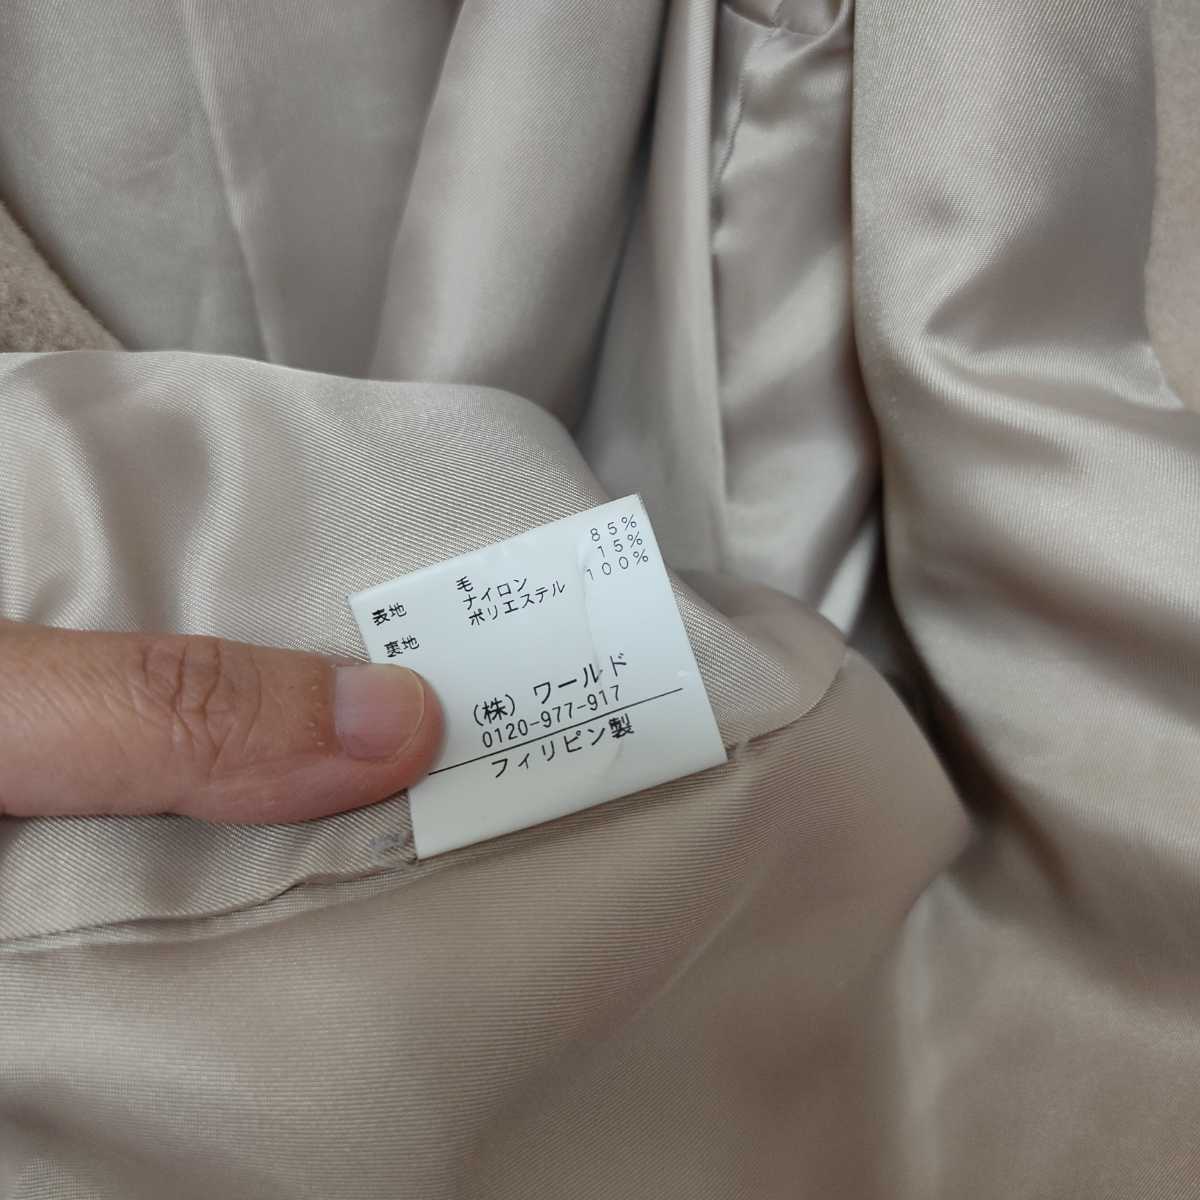 表地 毛 85%
ナイロン 15%
裏地 ポリエステル 100%
(株) ワールド
0120-977-917
フィリピン製